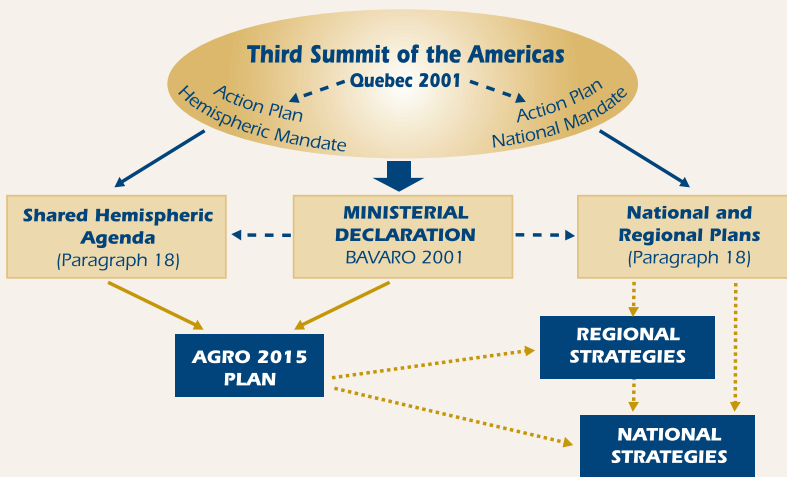 Third Summit of the Americas
Quebec 2001
Action Plan
Hemispheric Mandate
Action Plan
National Mandate
Shared Hemispheric
Agenda
(Paragraph 18)
MINISTERIAL
DECLARATION
BAVARO 2001
National and
Regional Plans
(Paragraph 18)
AGRO 2015
PLAN
REGIONAL
STRATEGIES
NATIONAL
STRATEGIES